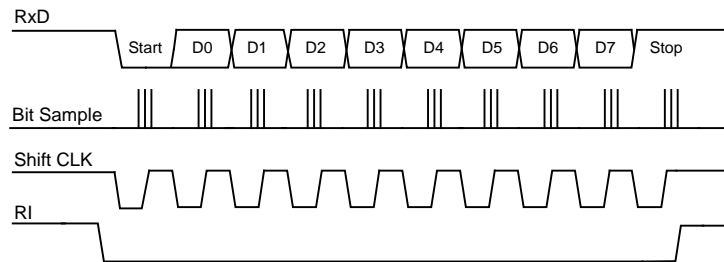 RxD
Start D0 D1 D2 D3 D4 D5 D6 D7 Stop
Bit Sample
Shift CLK
RI